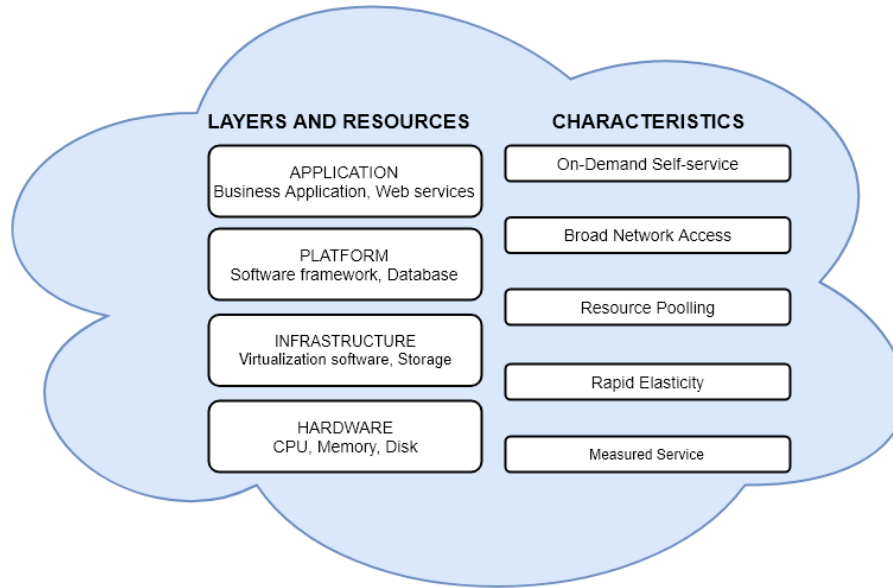 LAYERS AND RESOURCES
APPLICATION
Business Application, Web services
PLATFORM
Software framework, Database
INFRASTRUCTURE
Virtualization software, Storage
HARDWARE
CPU, Memory, Disk
CHARACTERISTICS
On-Demand Self-service
Broad Network Access
Resource Poolling
Rapid Elasticity
Measured Service